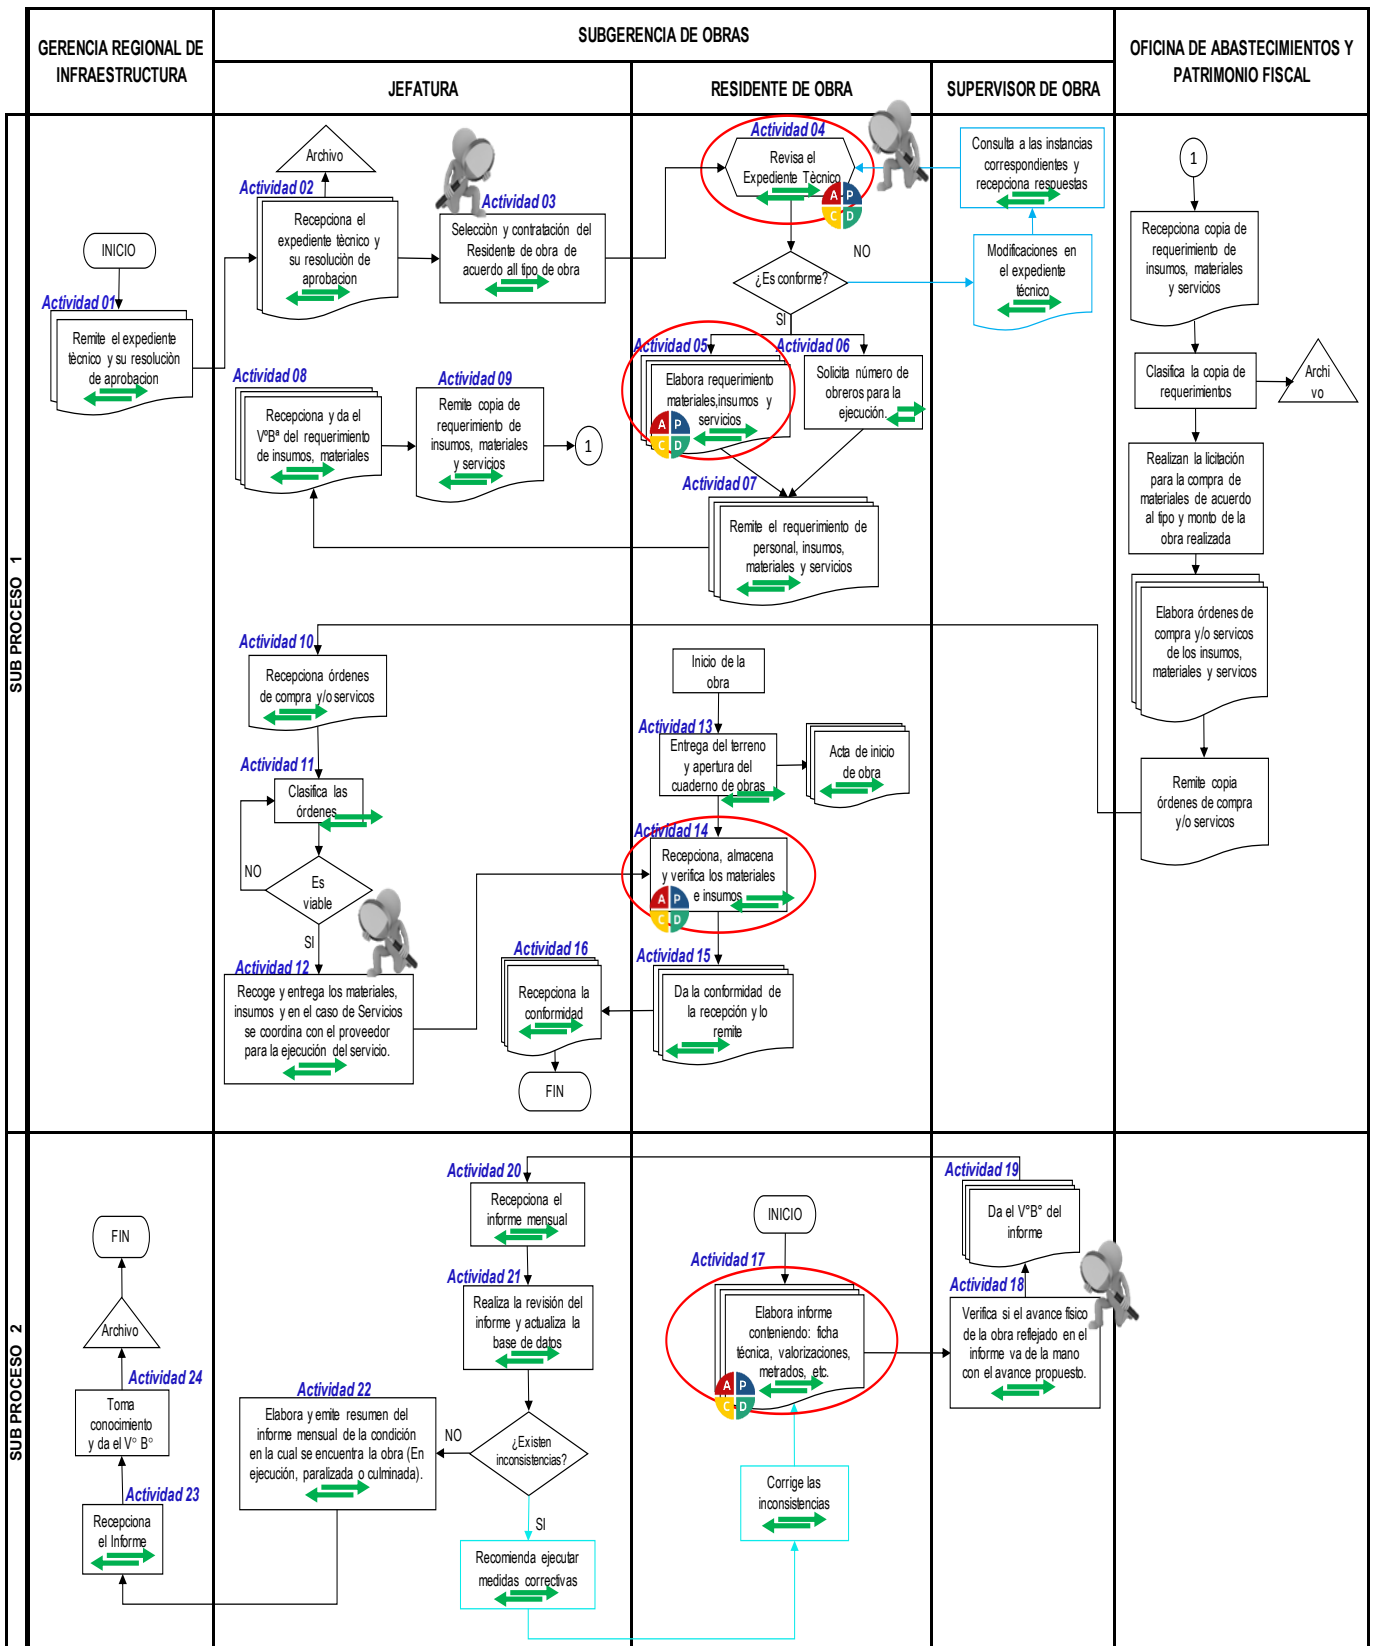 GERENCIA REGIONAL DE
INFRAESTRUCTURA
SUBGERENCIA DE OBRAS
JEFATURA
RESIDENTE DE OBRA
SUPERVISOR DE OBRA
OFICINA DE ABASTECIMIENTOS Y
PATRIMONIO FISCAL
SUB PROCESO 1
INICIO
Actividad 01
Remite el expediente
tècnico y su resoluciòn
de aprobacion
Archivo
Actividad 02
Recepciona el
expediente tècnico y
su resoluciòn de
aprobacion
Actividad 03
Selecciòn y contratación del
Residente de obra de
acuerdo all tipo de obra
Actividad 04
Revisa el
Expediente Tècnico
A P
C D
¿Es conforme?
NO
SI
Consulta a las instancias
correspondientes y
recepciona respuestas
Modificaciones en
el expediente
técnico
Actividad 05
Elabora requerimiento
materiales,insumos y
servicios
A P
C D
Actividad 06
Solicita número de
obreros para la
ejecución.
Actividad 07
Remite el requerimiento de
personal, insumos,
materiales y servicios
Actividad 08
Recepciona y da el
VºBª del requerimiento
de insumos, materiales
Actividad 09
Remite copia de
requerimiento de
insumos, materiales
y servicios
1
1
Recepciona copia de
requerimiento de
insumos, materiales
y servicios
Clasifica la copia de
requerimientos
Archi
vo
Realizan la licitación
para la compra de
materiales de acuerdo
al tipo y monto de la
obra realizada
Elabora órdenes de
compra y/o servicos
de los insumos,
materiales y servicos
Remite copia
órdenes de compra
y/o servicos
Actividad 10
Recepciona órdenes
de compra y/o servicos
Actividad 11
Clasifica las
órdenes
NO
Es
viable
SI
Actividad 12
Recoge y entrega los materiales,
insumos y en el caso de Servicios
se coordina con el proveedor
para la ejecución del servicio.
Inicio de la
obra
Actividad 13
Entrega del terreno
y apertura del
cuaderno de obras
Acta de inicio
de obra
Actividad 14
Recepciona, almacena
y verifica los materiales
e insumos
A P
C D
Actividad 15
Da la conformidad de
la recepción y lo
remite
Actividad 16
Recepciona la
conformidad
FIN
SUB PROCESO 2
INICIO
Actividad 17
Elabora informe
conteniendo: ficha
técnica, valorizaciones,
metrados, etc.
A P
C D
Actividad 18
Verifica si el avance físico
de la obra reflejado en el
informe va de la mano
con el avance propuesto.
Actividad 19
Da el V°B° del
informe
Actividad 20
Recepciona el
informe mensual
Actividad 21
Realiza la revisión del
informe y actualiza la
base de datos
¿Existen
inconsistencias?
NO
SI
Recomienda ejecutar
medidas correctivas
Corrige las
inconsistencias
Actividad 22
Elabora y emite resumen del
informe mensual de la condición
en la cual se encuentra la obra (En
ejecución, paralizada o culminada).
Actividad 23
Recepciona
el Informe
Actividad 24
Toma
conocimiento
y da el V° B°
Archivo
FIN